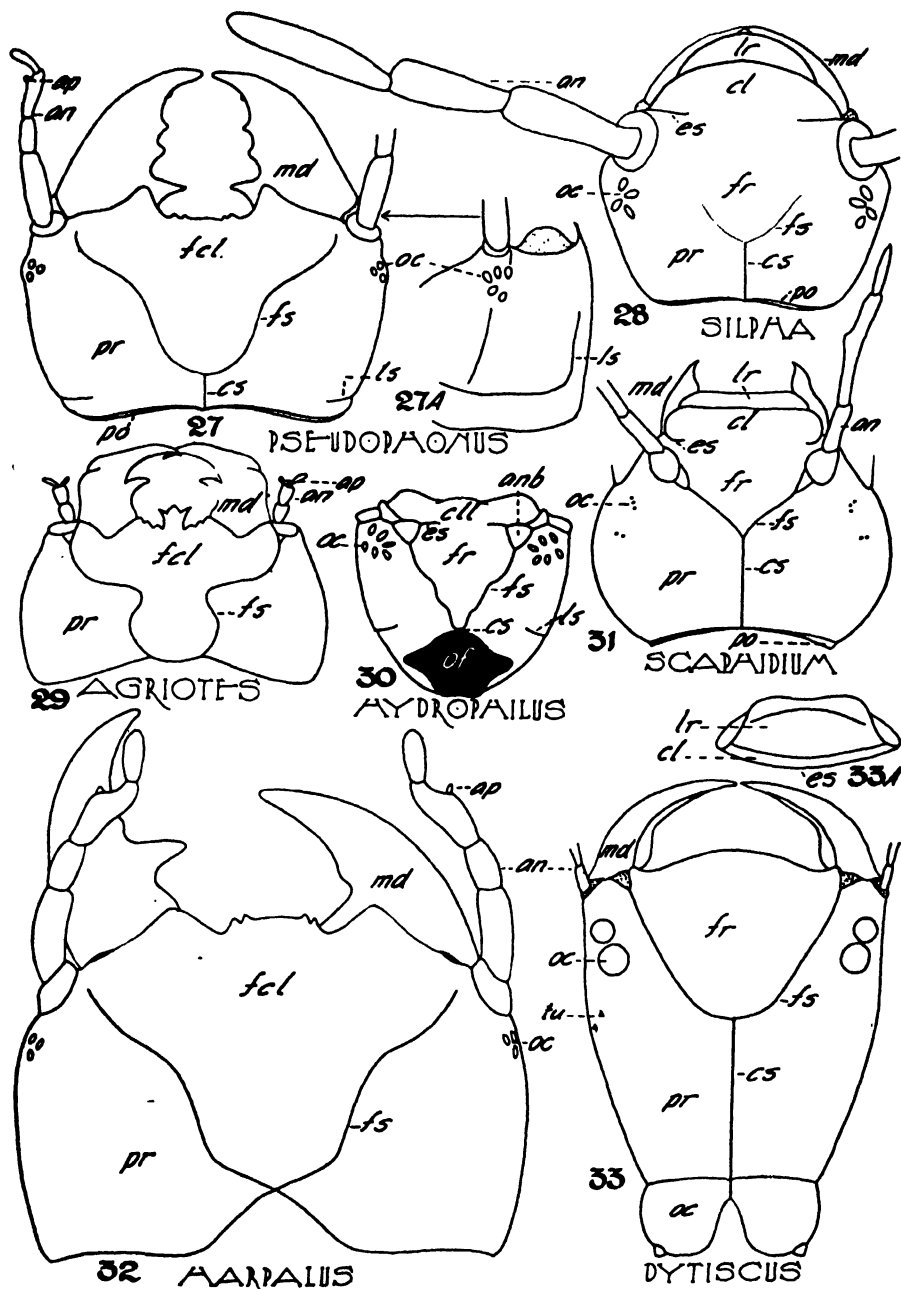 ap
an
md
fcl.
oc
fs
pr
cs
ls
po
27
27A
ls
PSEUDOPHONUS
an
lr
md
cl
es
oc
fr
fs
pr
cs
po
28
SILPHA
ap
an
md
fcl
pr
fs
29
AGRIOTES
anb
cll
oc
es
fr
fs
cs
ls
of
30
HYDROPHILUS
md
lr
cl
an
es
oc
fr
fs
pr
cs
po
31
SCAPHIDIUM
lr
cl
es
33A
ap
md
an
fcl
oc
fs
pr
32
HARPALUS
md
fr
oc
fs
tu
cs
pr
33
oc
DYTISCUS